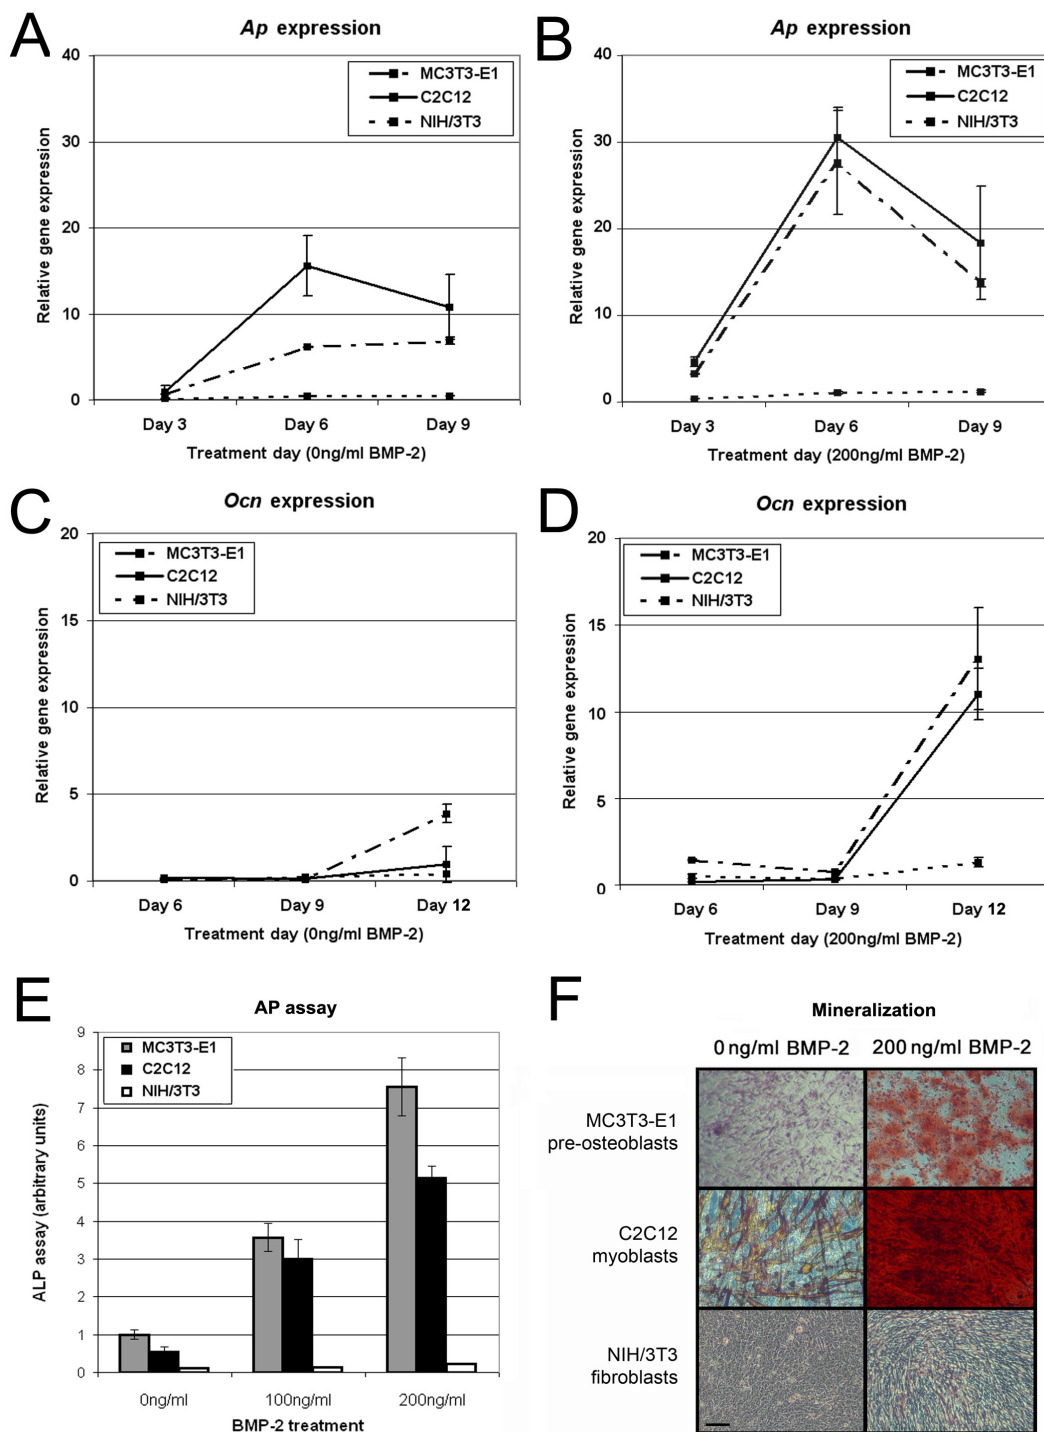 A
Ap expression
40
30
20
10
0
Relative gene expression
MC3T3-E1
C2C12
NIH/3T3
Day 3
Day 6
Day 9
Treatment day (0ng/ml BMP-2)
B
Ap expression
40
30
20
10
0
Relative gene expression
MC3T3-E1
C2C12
NIH/3T3
Day 3
Day 6
Day 9
Treatment day (200ng/ml BMP-2)
C
Ocn expression
20
15
10
5
0
Relative gene expression
MC3T3-E1
C2C12
NIH/3T3
Day 6
Day 9
Day 12
Treatment day (0ng/ml BMP-2)
D
Ocn expression
20
15
10
5
0
Relative gene expression
MC3T3-E1
C2C12
NIH/3T3
Day 6
Day 9
Day 12
Treatment day (200ng/ml BMP-2)
E
AP assay
9
8
7
6
5
4
3
2
1
0
ALP assay (arbitrary units)
MC3T3-E1
C2C12
NIH/3T3
0ng/ml
100ng/ml
200ng/ml
BMP-2 treatment
F
Mineralization
0 ng/ml BMP-2
200 ng/ml BMP-2
MC3T3-E1
pre-osteoblasts
C2C12
myoblasts
NIH/3T3
fibroblasts